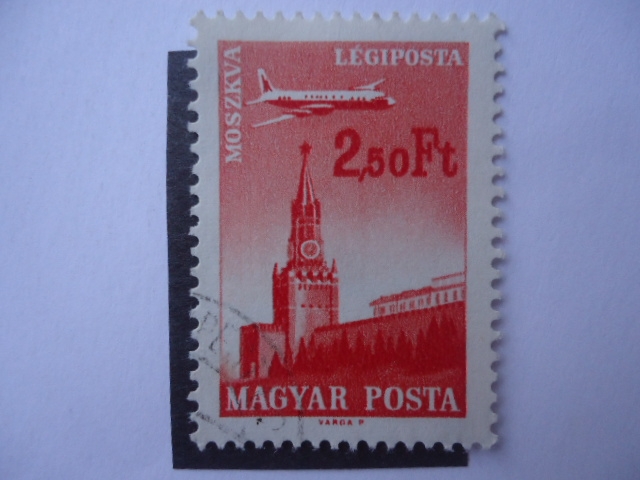 MOSZKVA
LÉGIPOSTA
2,50Ft
MAGYAR POSTA
VARGA P